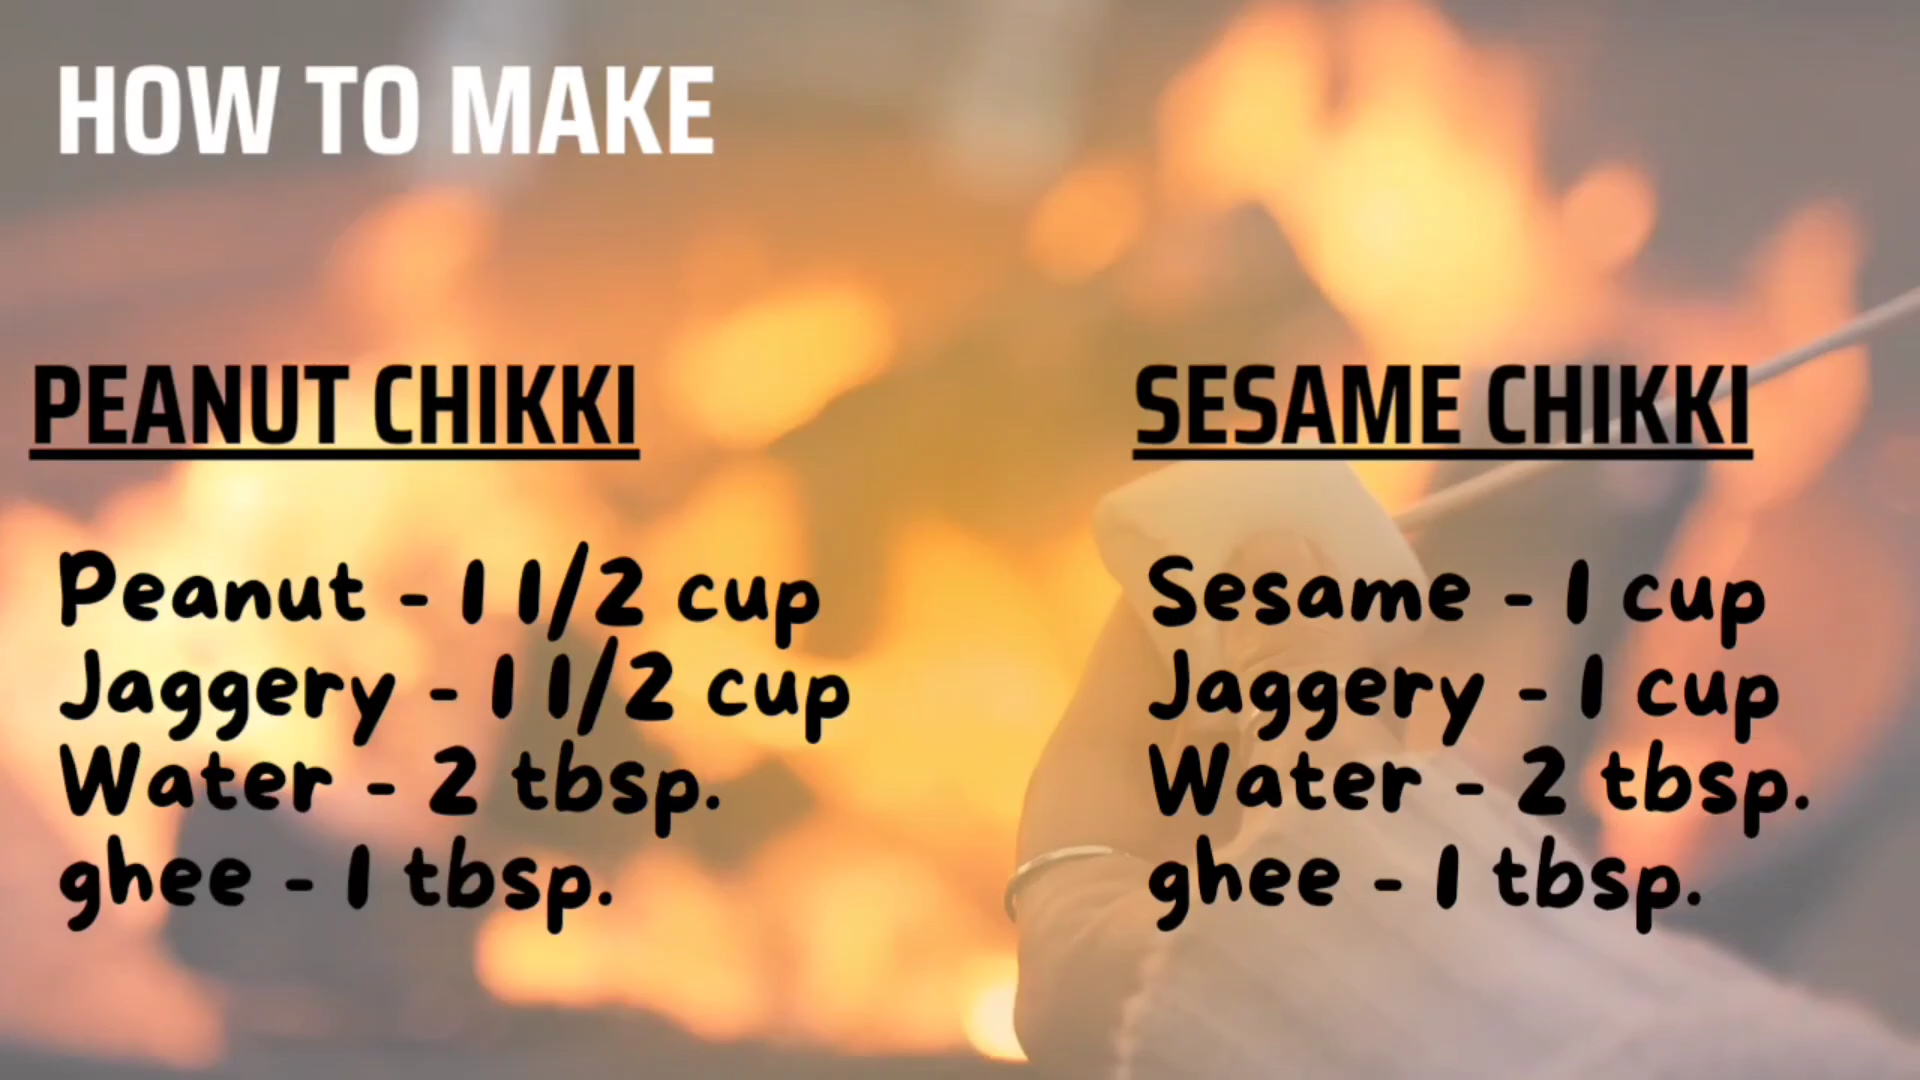 HOW TO MAKE
PEANUT CHIKKI
Peanut - 1 1/2 cup
Jaggery - 1 1/2 cup
Water - 2 tbsp.
ghee - 1 tbsp.
SESAME CHIKKI
Sesame - 1 cup
Jaggery - 1 cup
Water - 2 tbsp.
ghee - 1 tbsp.